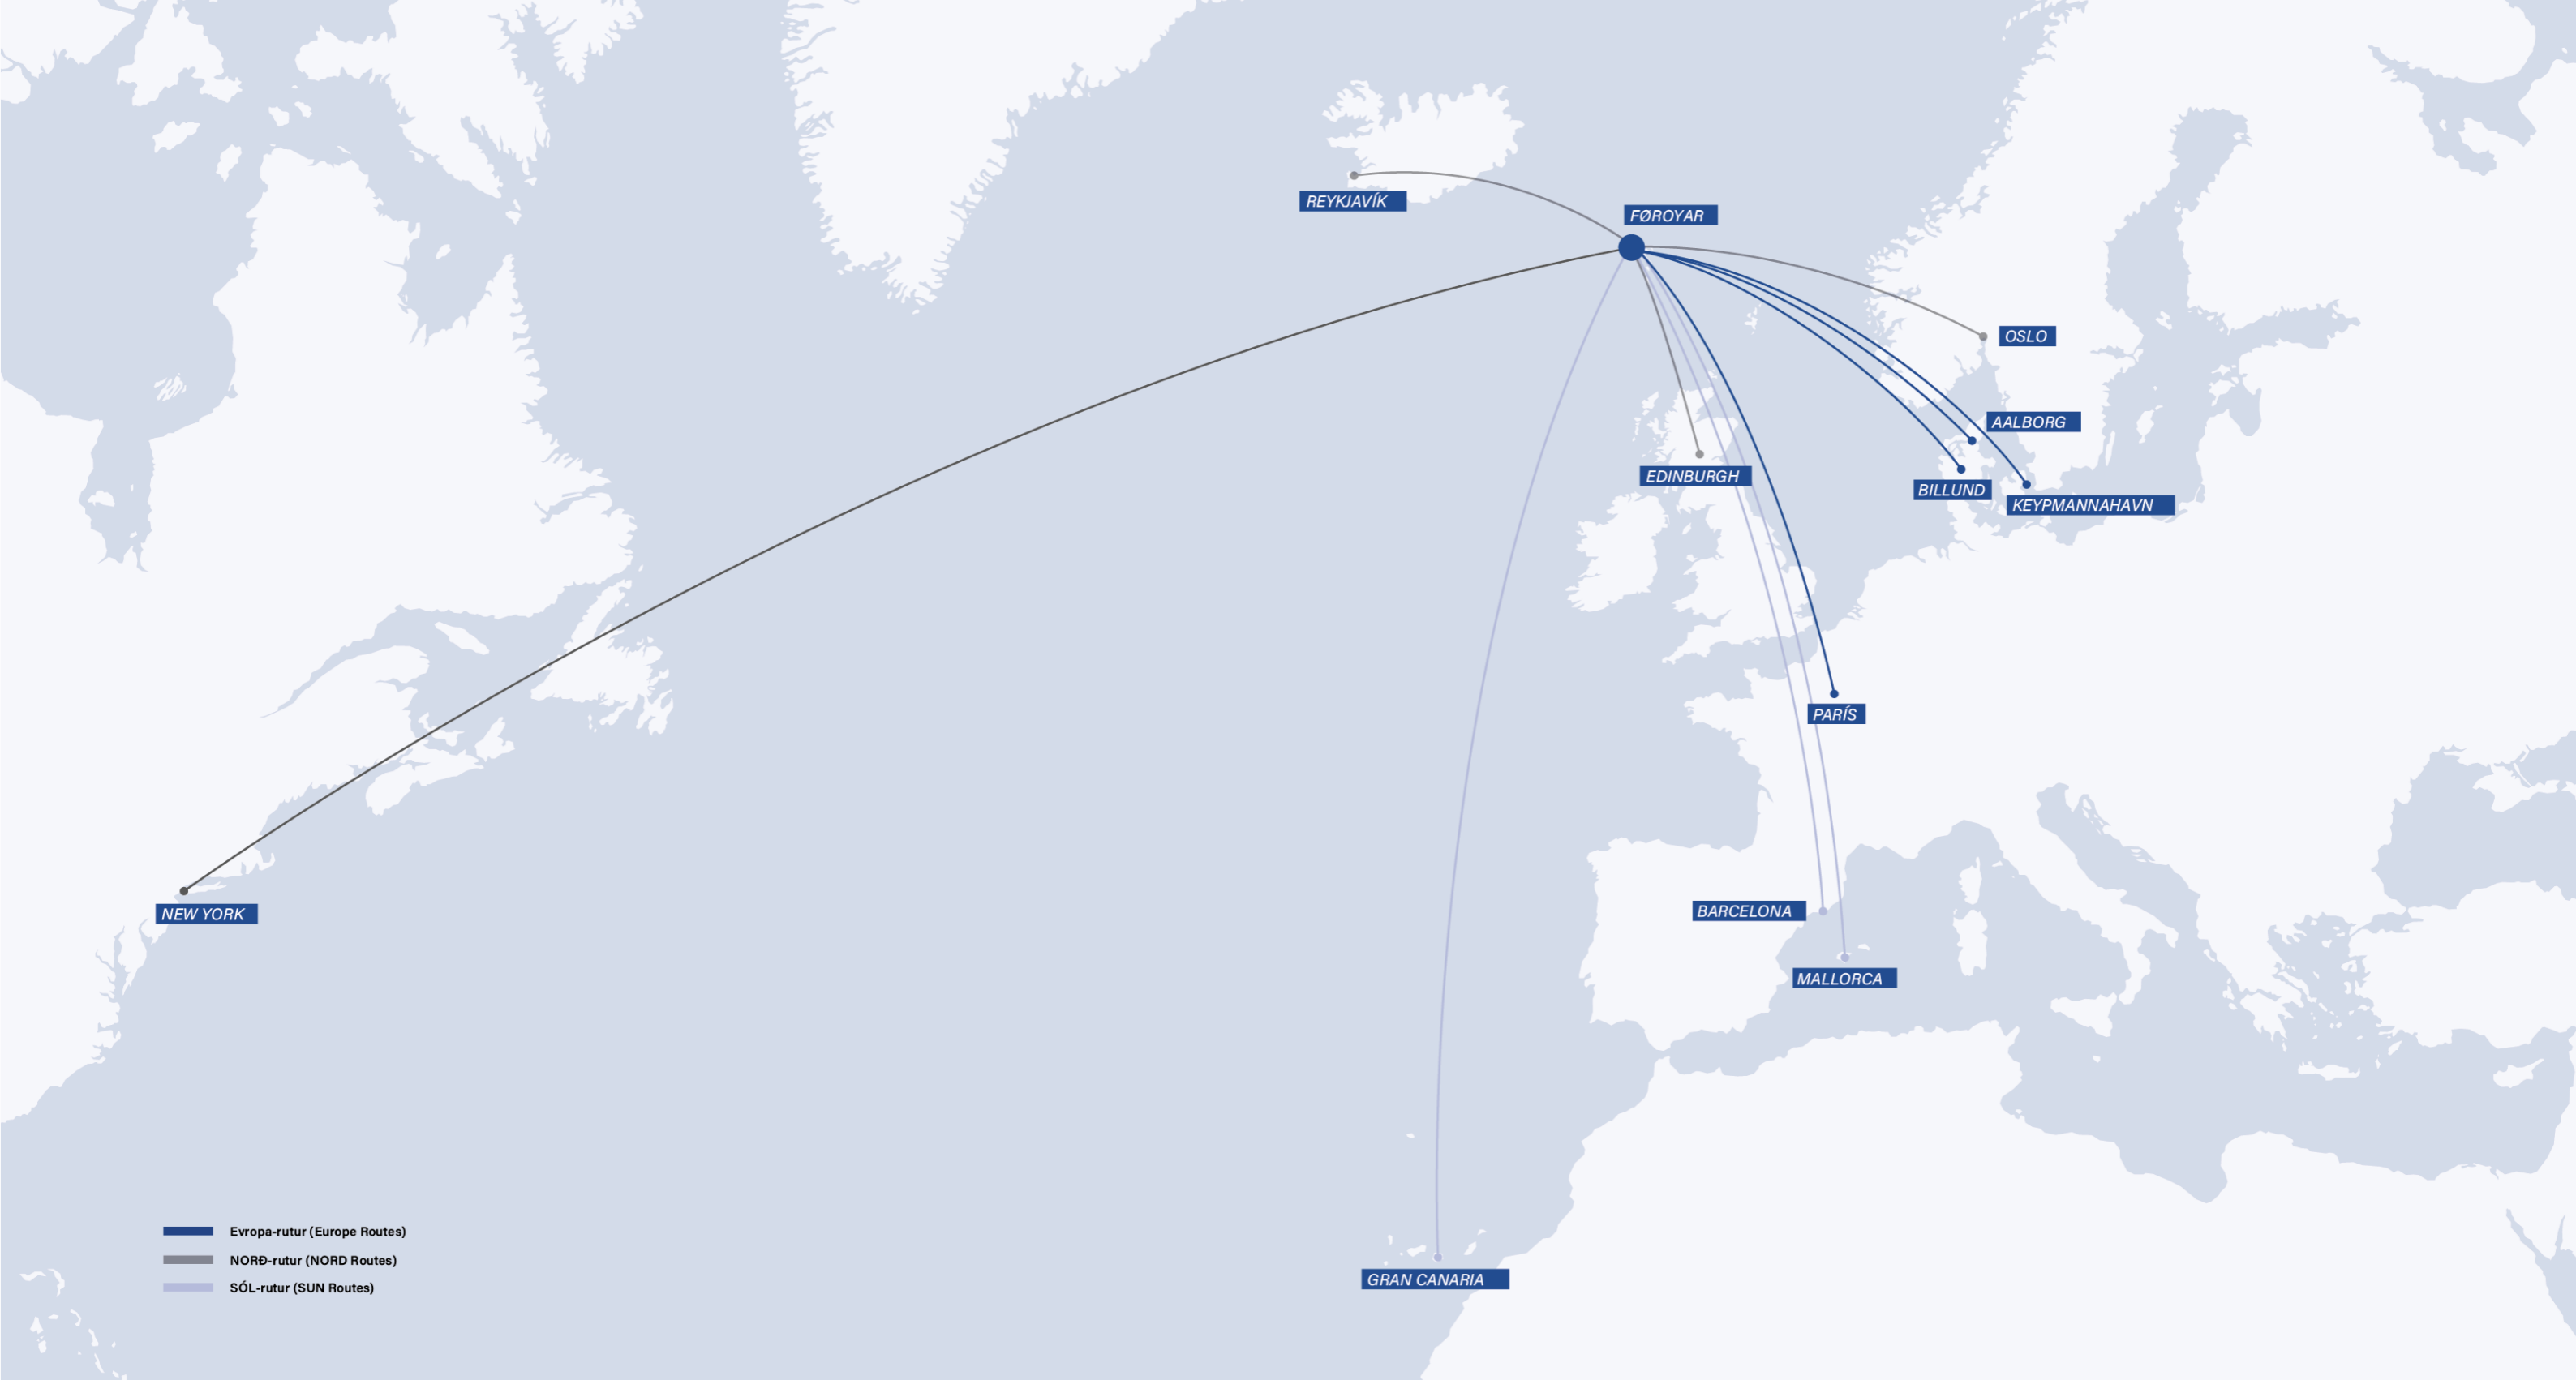 REYKJAVÍK
FØROYAR
OSLO
AALBORG
EDINBURGH
BILLUND
KEYPMANNAHAVN
PARÍS
NEW YORK
BARCELONA
MALLORCA
GRAN CANARIA
Evropa-rutur (Europe Routes)
NORÐ-rutur (NORD Routes)
SÓL-rutur (SUN Routes)